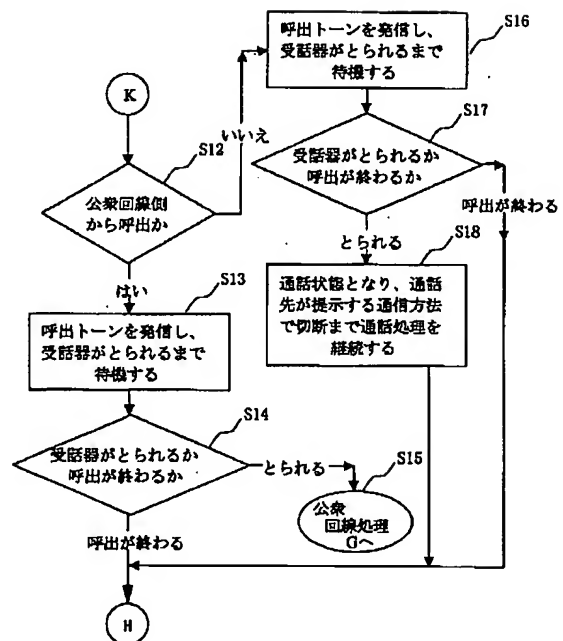 K
S12
公衆回線側
から呼出か
いいえ
はい
S13
呼出トーンを発信し、
受話器がとられるまで
待機する
S14
受話器がとられるか
呼出が終わるか
とられる
S15
公衆
回線処理
Gへ
呼出が終わる
H
S16
呼出トーンを発信し、
受話器がとられるまで
待機する
S17
受話器がとられるか
呼出が終わるか
呼出が終わる
とられる
S18
通話状態となり、通話
先が提示する通信方法
で切断まで通話処理を
継続する